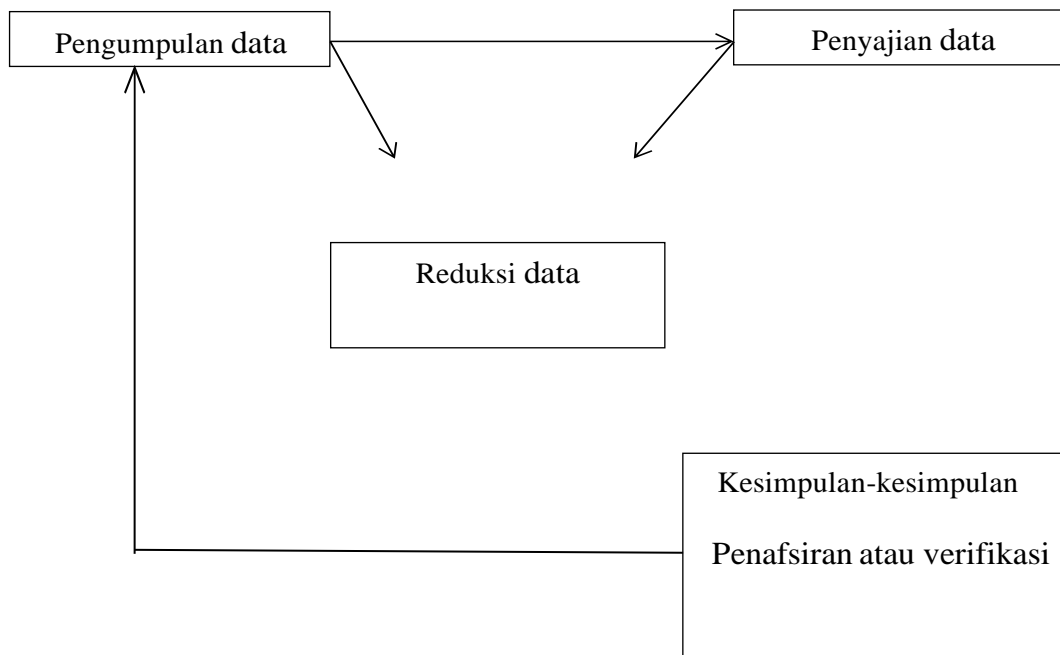 Pengumpulan data
Penyajian data
Reduksi data
Kesimpulan-kesimpulan
Penafsiran atau verifikasi